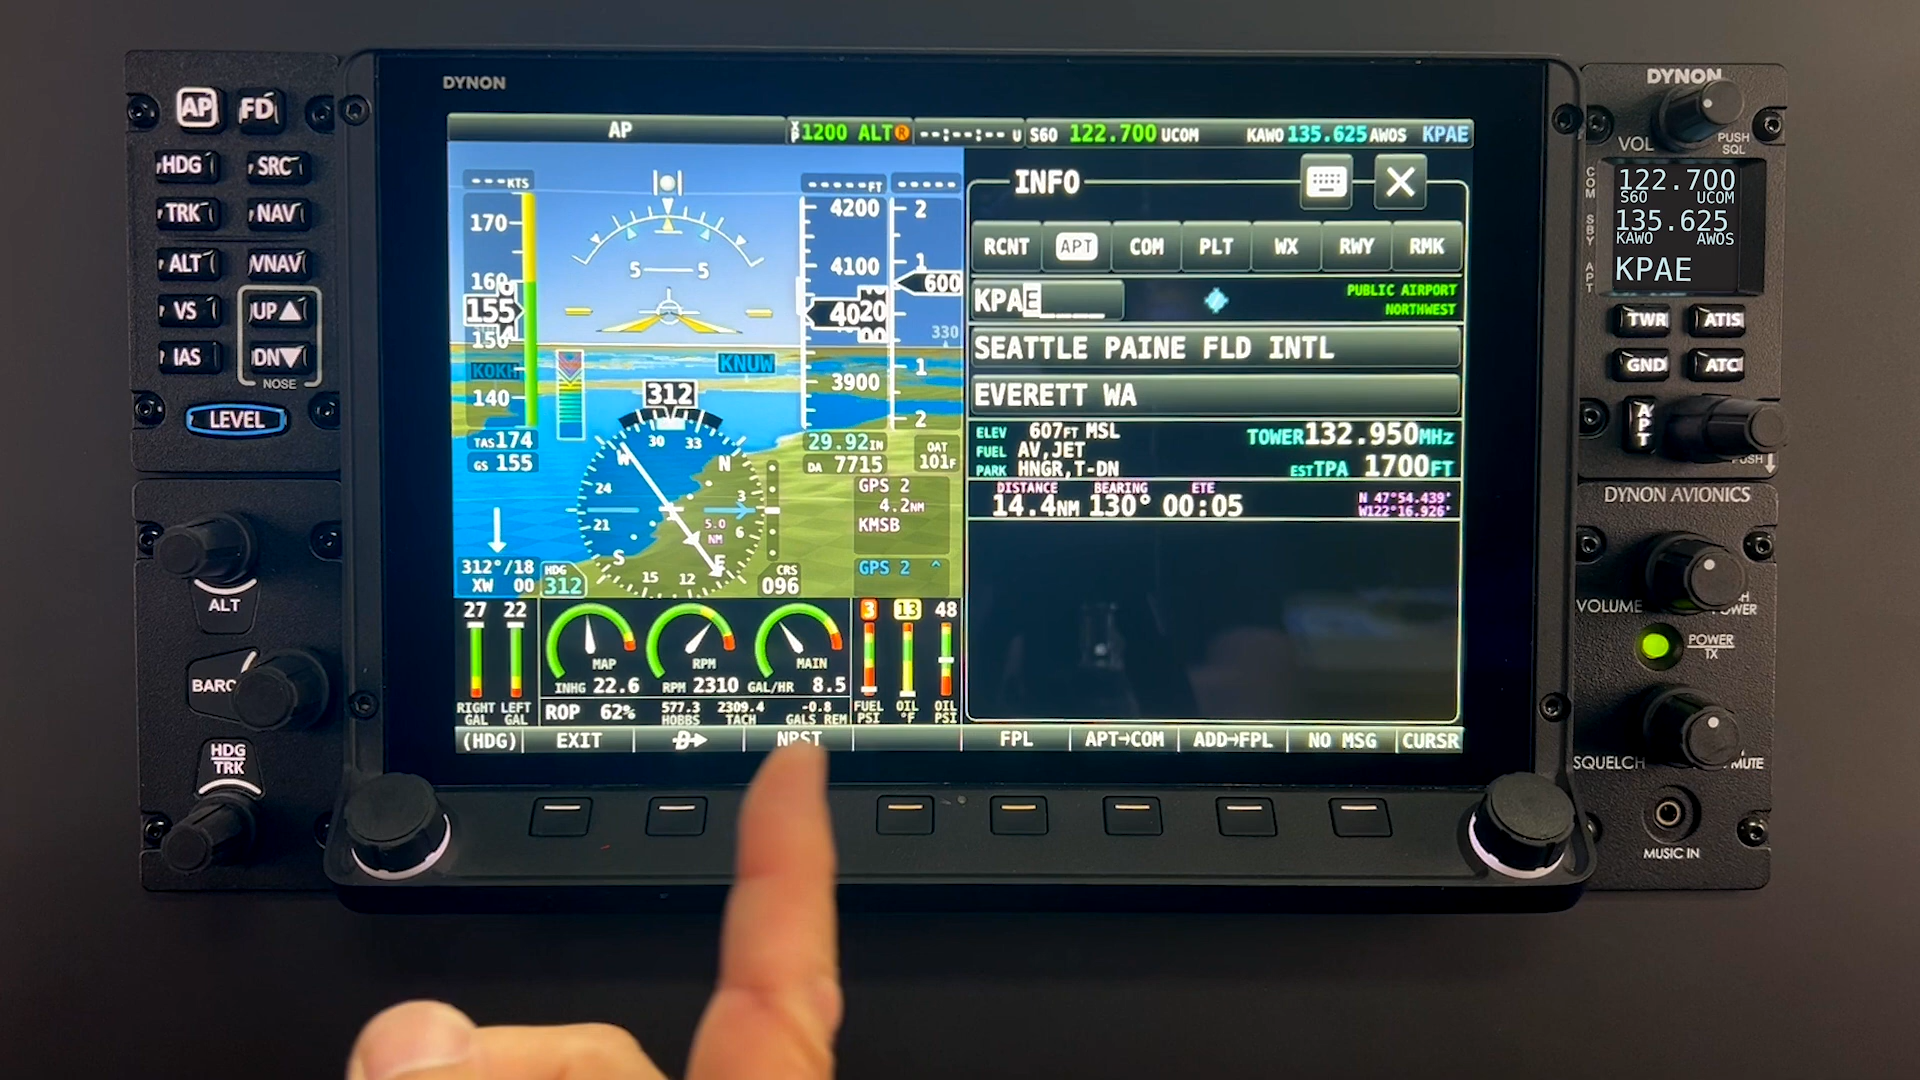 AP
FD
HDG
SRC
TRK
NAV
ALT
VNAV
VS
UP▲
IAS
DN▼
NOSE
LEVEL
ALT
HDG
TRK
DYNON
AP
1200 ALT R
--:--:-- U
S60 122.700 UCOM
KAWO 135.625 AWOS
KPAE
---KTS
170
160
155
140
TAS 174
GS 155
312°/18
XW 00
HDG
312
KNUW
5 5
312
30 33
N
3
6
E
12
15
S
21
24
W
5.0
NM
CRS
096
-----FT
-----
4200
4100
4020
3900
29.92IN
DA 7715
2
1
600
330
1
2
OAT
101F
GPS 2
4.2NM
KMSB
GPS 2 ^
27 22
RIGHT GAL
LEFT GAL
MAP
INHG 22.6
RPM
RPM 2310
MAIN
GAL/HR 8.5
ROP 62%
577.3
HOBBS
2309.4
TACH
-0.8
GALS REM
3
13
48
FUEL PSI
OIL °F
OIL PSI
INFO
X
RCNT
APT
COM
PLT
WX
RWY
RMK
KPAE____
PUBLIC AIRPORT
NORTHWEST
SEATTLE PAINE FLD INTL
EVERETT WA
ELEV 607FT MSL
FUEL AV,JET
PARK HNGR,T-DN
TOWER 132.950MHz
EST TPA 1700FT
DISTANCE BEARING ETE
14.4NM 130° 00:05
N 47°54.439'
W122°16.926'
(HDG)
EXIT
D→
NRST
FPL
APT→COM
ADD→FPL
NO MSG
CURSR
DYNON
VOL
PUSH
SQL
COM
SBY
APT
122.700
S60 UCOM
135.625
KAWO AWOS
KPAE
TWR
ATIS
GND
ATC
APT
PUSH
DYNON AVIONICS
VOLUME
POWER
TX
SQUELCH
MUTE
MUSIC IN